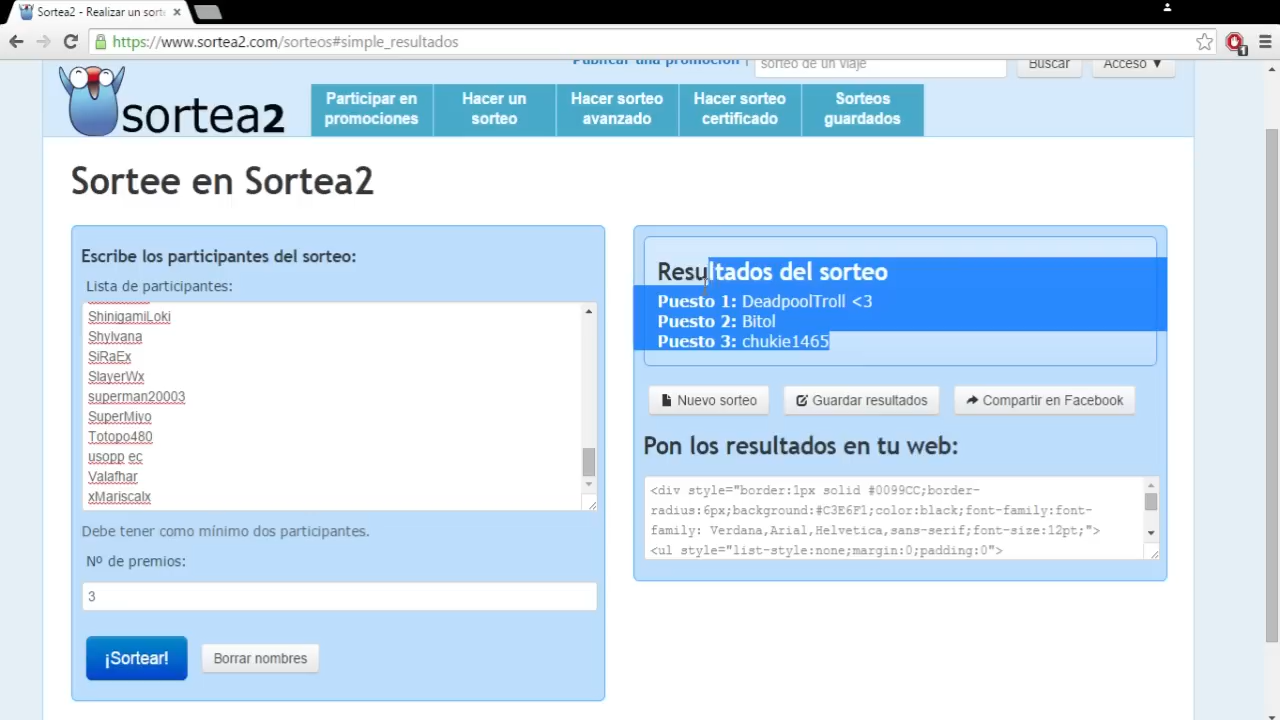 Sortea2 - Realizar un sort
https://www.sortea2.com/sorteos#simple_resultados
Publicar una promoción |
sorteo de un viaje
Buscar
Acceso ▼
sortea2
Participar en
promociones
Hacer un
sorteo
Hacer sorteo
avanzado
Hacer sorteo
certificado
Sorteos
guardados
Sortee en Sortea2
Escribe los participantes del sorteo:
Lista de participantes:
ShinigamiLoki
Shylvana
SiRaEx
SlayerWx
superman20003
SuperMiyo
Totopo480
usopp ec
Valafhar
xMariscalx
Debe tener como mínimo dos participantes.
Nº de premios:
3
¡Sortear!
Borrar nombres
Resultados del sorteo
Puesto 1: DeadpoolTroll <3
Puesto 2: Bitol
Puesto 3: chukie1465
Nuevo sorteo
Guardar resultados
Compartir en Facebook
Pon los resultados en tu web:
<div style="border:1px solid #0099CC;border-
radius:6px;background:#C3E6F1;color:black;font-family:font-
family: Verdana,Arial,Helvetica,sans-serif;font-size:12pt;">
<ul style="list-style:none;margin:0;padding:0">